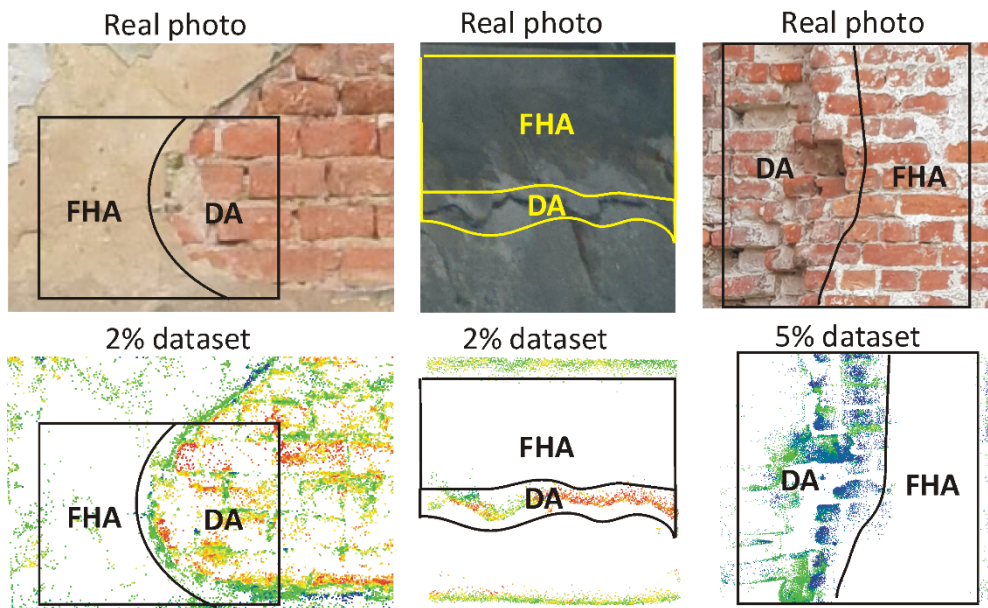 Real photo
Real photo
Real photo
FHA
DA
FHA
DA
DA
FHA
2% dataset
2% dataset
5% dataset
FHA
DA
FHA
DA
DA
FHA